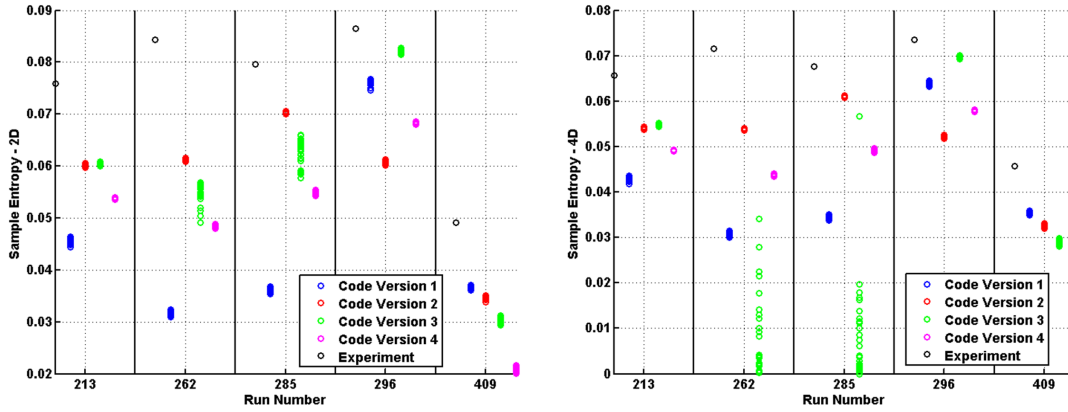 Sample Entropy - 2D
0.09
0.08
0.07
0.06
0.05
0.04
0.03
0.02
213
262
285
296
409
Run Number
Code Version 1
Code Version 2
Code Version 3
Code Version 4
Experiment
Sample Entropy - 4D
0.08
0.07
0.06
0.05
0.04
0.03
0.02
0.01
0
213
262
285
296
409
Run Number
Code Version 1
Code Version 2
Code Version 3
Code Version 4
Experiment